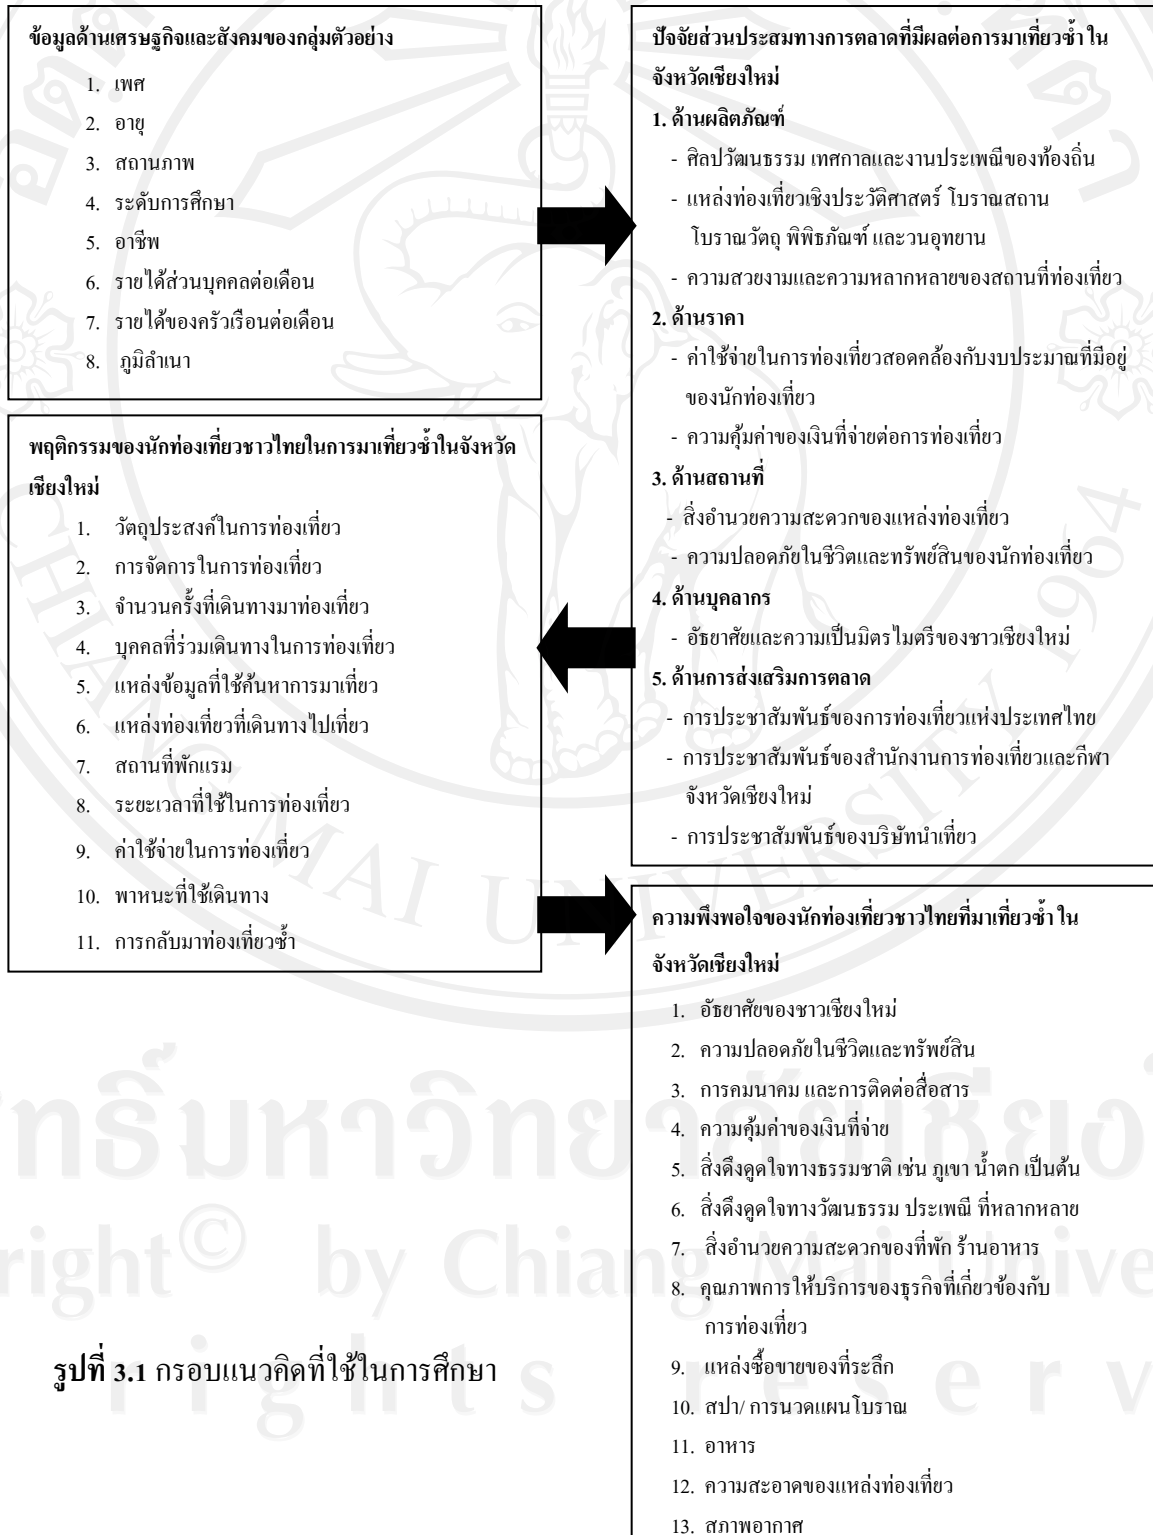 ข้อมูลด้านเศรษฐกิจและสังคมของกลุ่มตัวอย่าง
1. เพศ
2. อายุ
3. สถานภาพ
4. ระดับการศึกษา
5. อาชีพ
6. รายได้ส่วนบุคคลต่อเดือน
7. รายได้ของครัวเรือนต่อเดือน
8. ภูมิลำเนา
ปัจจัยส่วนประสมทางการตลาดที่มีผลต่อการมาเที่ยวซ้ำ ใน
จังหวัดเชียงใหม่
1. ด้านผลิตภัณฑ์
- ศิลปวัฒนธรรม เทศกาลและงานประเพณีของท้องถิ่น
- แหล่งท่องเที่ยวเชิงประวัติศาสตร์ โบราณสถาน
โบราณวัตถุ พิพิธภัณฑ์ และวนอุทยาน
- ความสวยงามและความหลากหลายของสถานที่ท่องเที่ยว
2. ด้านราคา
- ค่าใช้จ่ายในการท่องเที่ยวสอดคล้องกับงบประมาณที่มีอยู่
ของนักท่องเที่ยว
- ความคุ้มค่าของเงินที่จ่ายต่อการท่องเที่ยว
3. ด้านสถานที่
- สิ่งอำนวยความสะดวกของแหล่งท่องเที่ยว
- ความปลอดภัยในชีวิตและทรัพย์สินของนักท่องเที่ยว
4. ด้านบุคลากร
- อัธยาศัยและความเป็นมิตรไมตรีของชาวเชียงใหม่
5. ด้านการส่งเสริมการตลาด
- การประชาสัมพันธ์ของการท่องเที่ยวแห่งประเทศไทย
- การประชาสัมพันธ์ของสำนักงานการท่องเที่ยวและกีฬา
จังหวัดเชียงใหม่
- การประชาสัมพันธ์ของบริษัทนำเที่ยว
พฤติกรรมของนักท่องเที่ยวชาวไทยในการมาเที่ยวซ้ำในจังหวัด
เชียงใหม่
1. วัตถุประสงค์ในการท่องเที่ยว
2. การจัดการในการท่องเที่ยว
3. จำนวนครั้งที่เดินทางมาท่องเที่ยว
4. บุคคลที่ร่วมเดินทางในการท่องเที่ยว
5. แหล่งข้อมูลที่ใช้ค้นหาการมาเที่ยว
6. แหล่งท่องเที่ยวที่เดินทางไปเที่ยว
7. สถานที่พักแรม
8. ระยะเวลาที่ใช้ในการท่องเที่ยว
9. ค่าใช้จ่ายในการท่องเที่ยว
10. พาหนะที่ใช้เดินทาง
11. การกลับมาท่องเที่ยวซ้ำ
ความพึงพอใจของนักท่องเที่ยวชาวไทยที่มาเที่ยวซ้ำ ใน
จังหวัดเชียงใหม่
1. อัธยาศัยของชาวเชียงใหม่
2. ความปลอดภัยในชีวิตและทรัพย์สิน
3. การคมนาคม และการติดต่อสื่อสาร
4. ความคุ้มค่าของเงินที่จ่าย
5. สิ่งดึงดูดใจทางธรรมชาติ เช่น ภูเขา น้ำตก เป็นต้น
6. สิ่งดึงดูดใจทางวัฒนธรรม ประเพณี ที่หลากหลาย
7. สิ่งอำนวยความสะดวกของที่พัก ร้านอาหาร
8. คุณภาพการให้บริการของธุรกิจที่เกี่ยวข้องกับ
การท่องเที่ยว
9. แหล่งซื้อขายของที่ระลึก
10. สปา/ การนวดแผนโบราณ
11. อาหาร
12. ความสะอาดของแหล่งท่องเที่ยว
13. สภาพอากาศ
รูปที่ 3.1 กรอบแนวคิดที่ใช้ในการศึกษา
CHIANG MAI UNIVERSITY 1964
right© by Chiang Mai Unive
rights reserv